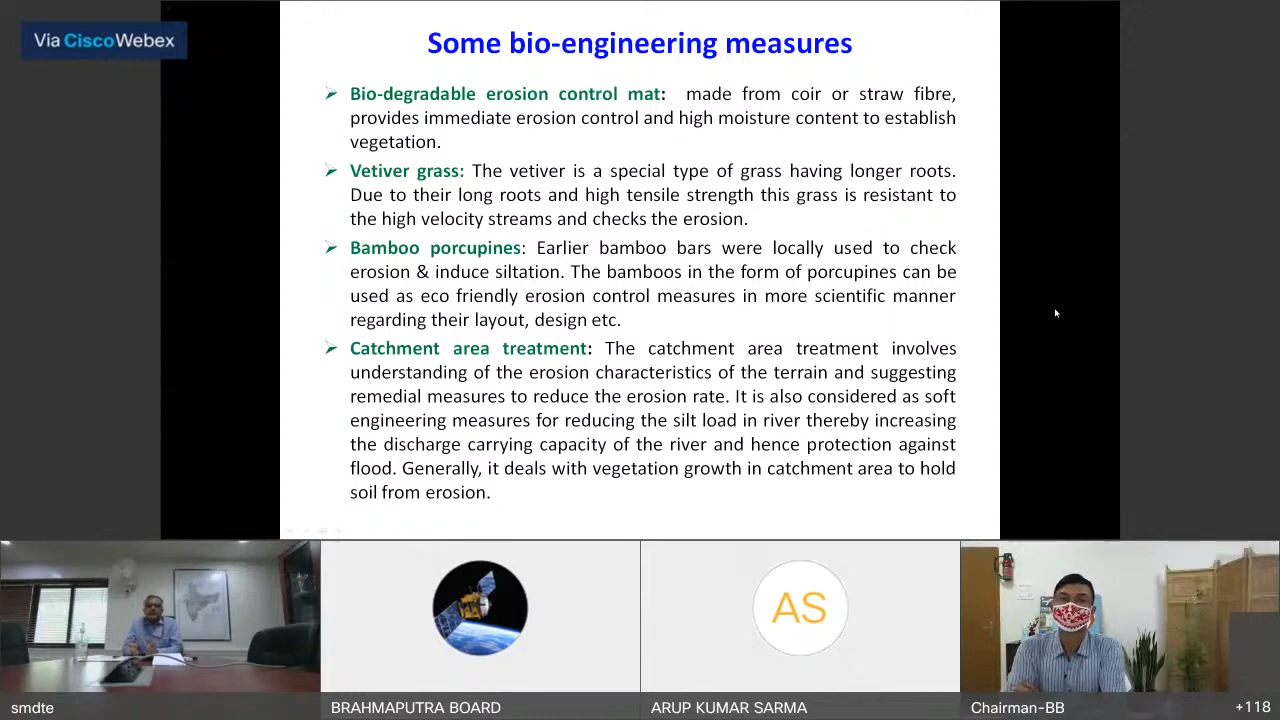 Via Cisco Webex
Some bio-engineering measures
➢ Bio-degradable erosion control mat: made from coir or straw fibre,
provides immediate erosion control and high moisture content to establish
vegetation.
➢ Vetiver grass: The vetiver is a special type of grass having longer roots.
Due to their long roots and high tensile strength this grass is resistant to
the high velocity streams and checks the erosion.
➢ Bamboo porcupines: Earlier bamboo bars were locally used to check
erosion & induce siltation. The bamboos in the form of porcupines can be
used as eco friendly erosion control measures in more scientific manner
regarding their layout, design etc.
➢ Catchment area treatment: The catchment area treatment involves
understanding of the erosion characteristics of the terrain and suggesting
remedial measures to reduce the erosion rate. It is also considered as soft
engineering measures for reducing the silt load in river thereby increasing
the discharge carrying capacity of the river and hence protection against
flood. Generally, it deals with vegetation growth in catchment area to hold
soil from erosion.
AS
smdte
BRAHMAPUTRA BOARD
ARUP KUMAR SARMA
Chairman-BB
+118